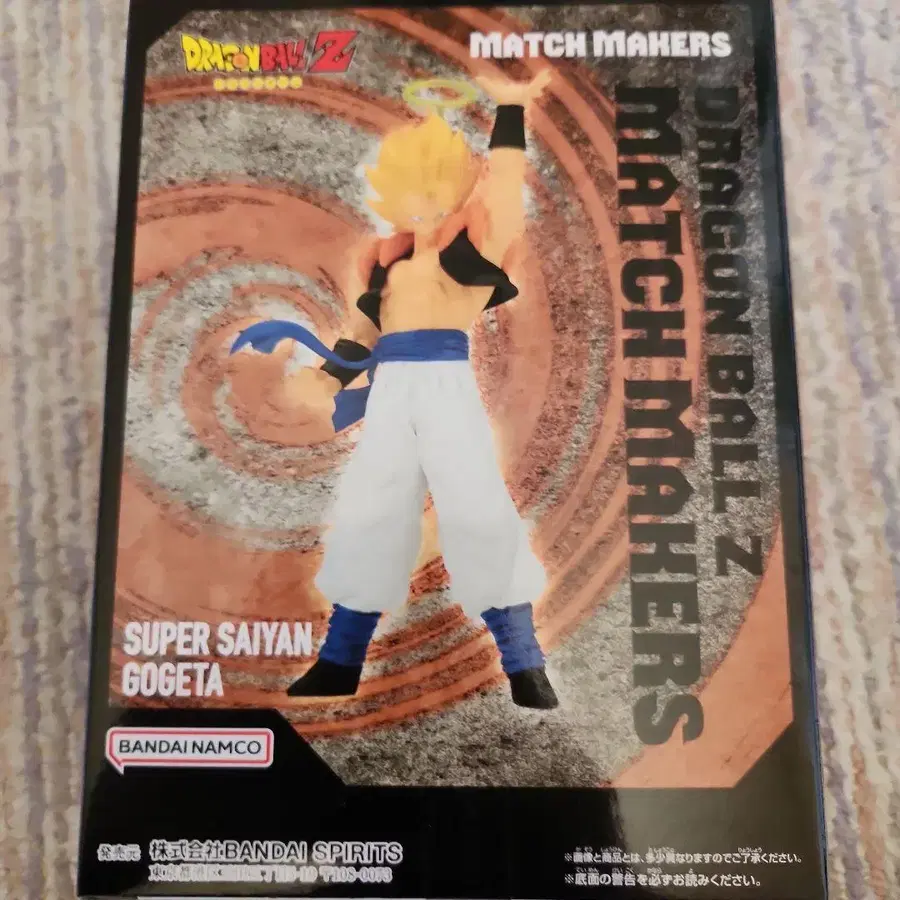 DRAGON BALL Z
MATCH MAKERS
DRAGON BALL Z
MATCH MAKERS
SUPER SAIYAN
GOGETA
BANDAI NAMCO
発売元 株式会社BANDAI SPIRITS
〒108-0073
※画像と商品とは、多少異なりますのでご了承ください。
※底面の警告を必ずお読みください。